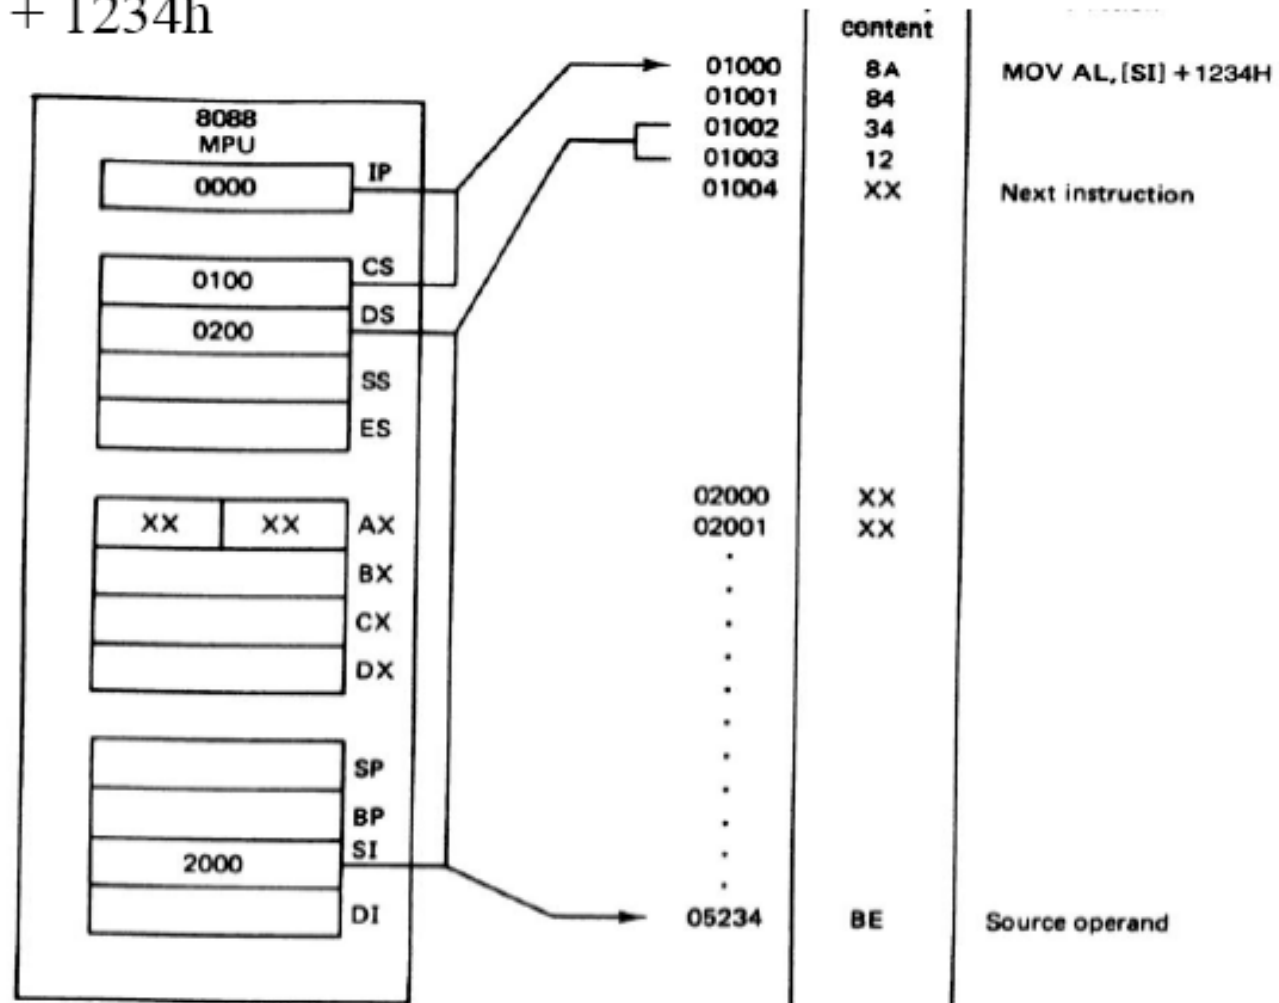 + 1234h
content
8088
MPU
IP
0000
CS
0100
DS
0200
SS
ES
XX XX AX
BX
CX
DX
SP
BP
SI
2000
DI
01000 8A MOV AL, [SI] + 1234H
01001 84
01002 34
01003 12
01004 XX Next instruction
02000 XX
02001 XX
05234 BE Source operand